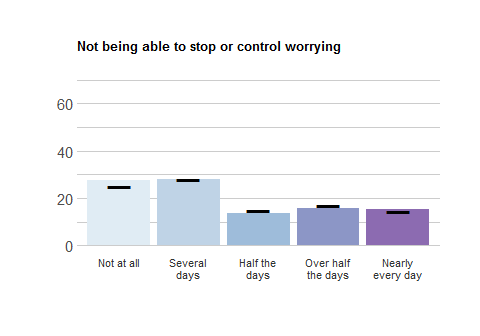 Not being able to stop or control worrying
60
40
20
0
Not at all
Several
days
Half the
days
Over half
the days
Nearly
every day